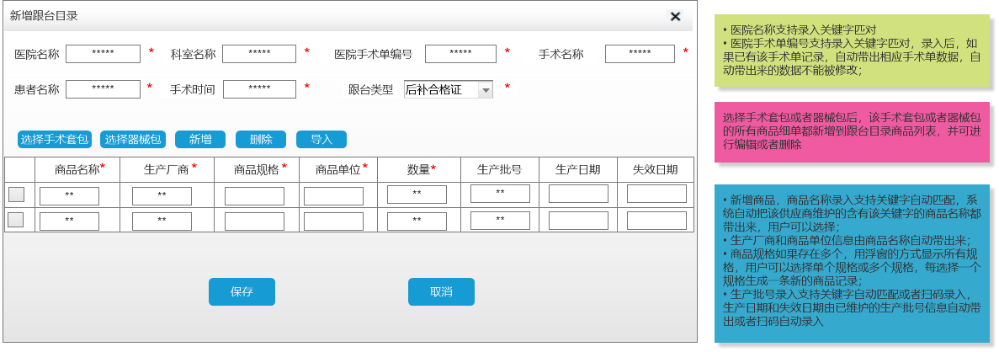 新增跟台目录
医院名称 ***** * 科室名称 ***** * 医院手术单编号 ***** * 手术名称 ***** *
患者名称 ***** * 手术时间 ***** * 跟台类型 后补合格证 *
选择手术套包 选择器械包 新增 删除 导入
商品名称* 生产厂商* 商品规格* 商品单位* 数量* 生产批号 生产日期 失效日期
** ** ** **
** ** ** **
保存 取消
• 医院名称支持录入关键字匹对
• 医院手术单编号支持录入关键字匹对，录入后，如
果已有该手术单记录，自动带出相应手术单数据，自
动带出来的数据不能被修改；
选择手术套包或者器械包后，该手术套包或者器械包
的所有商品细单都新增到跟台目录商品列表，并可进
行编辑或者删除
• 新增商品，商品名称录入支持关键字自动匹配，系
统自动把该供应商维护的含有该关键字的商品名称都
带出来，用户可以选择；
• 生产厂商和商品单位信息由商品名称自动带出来；
• 商品规格如果存在多个，用浮窗的方式显示所有规
格，用户可以选择单个规格或多个规格，每选择一个
规格生成一条新的商品记录；
• 生产批号录入支持关键字自动匹配或者扫码录入，
生产日期和失效日期由已维护的生产批号信息自动带
出或者扫码自动录入